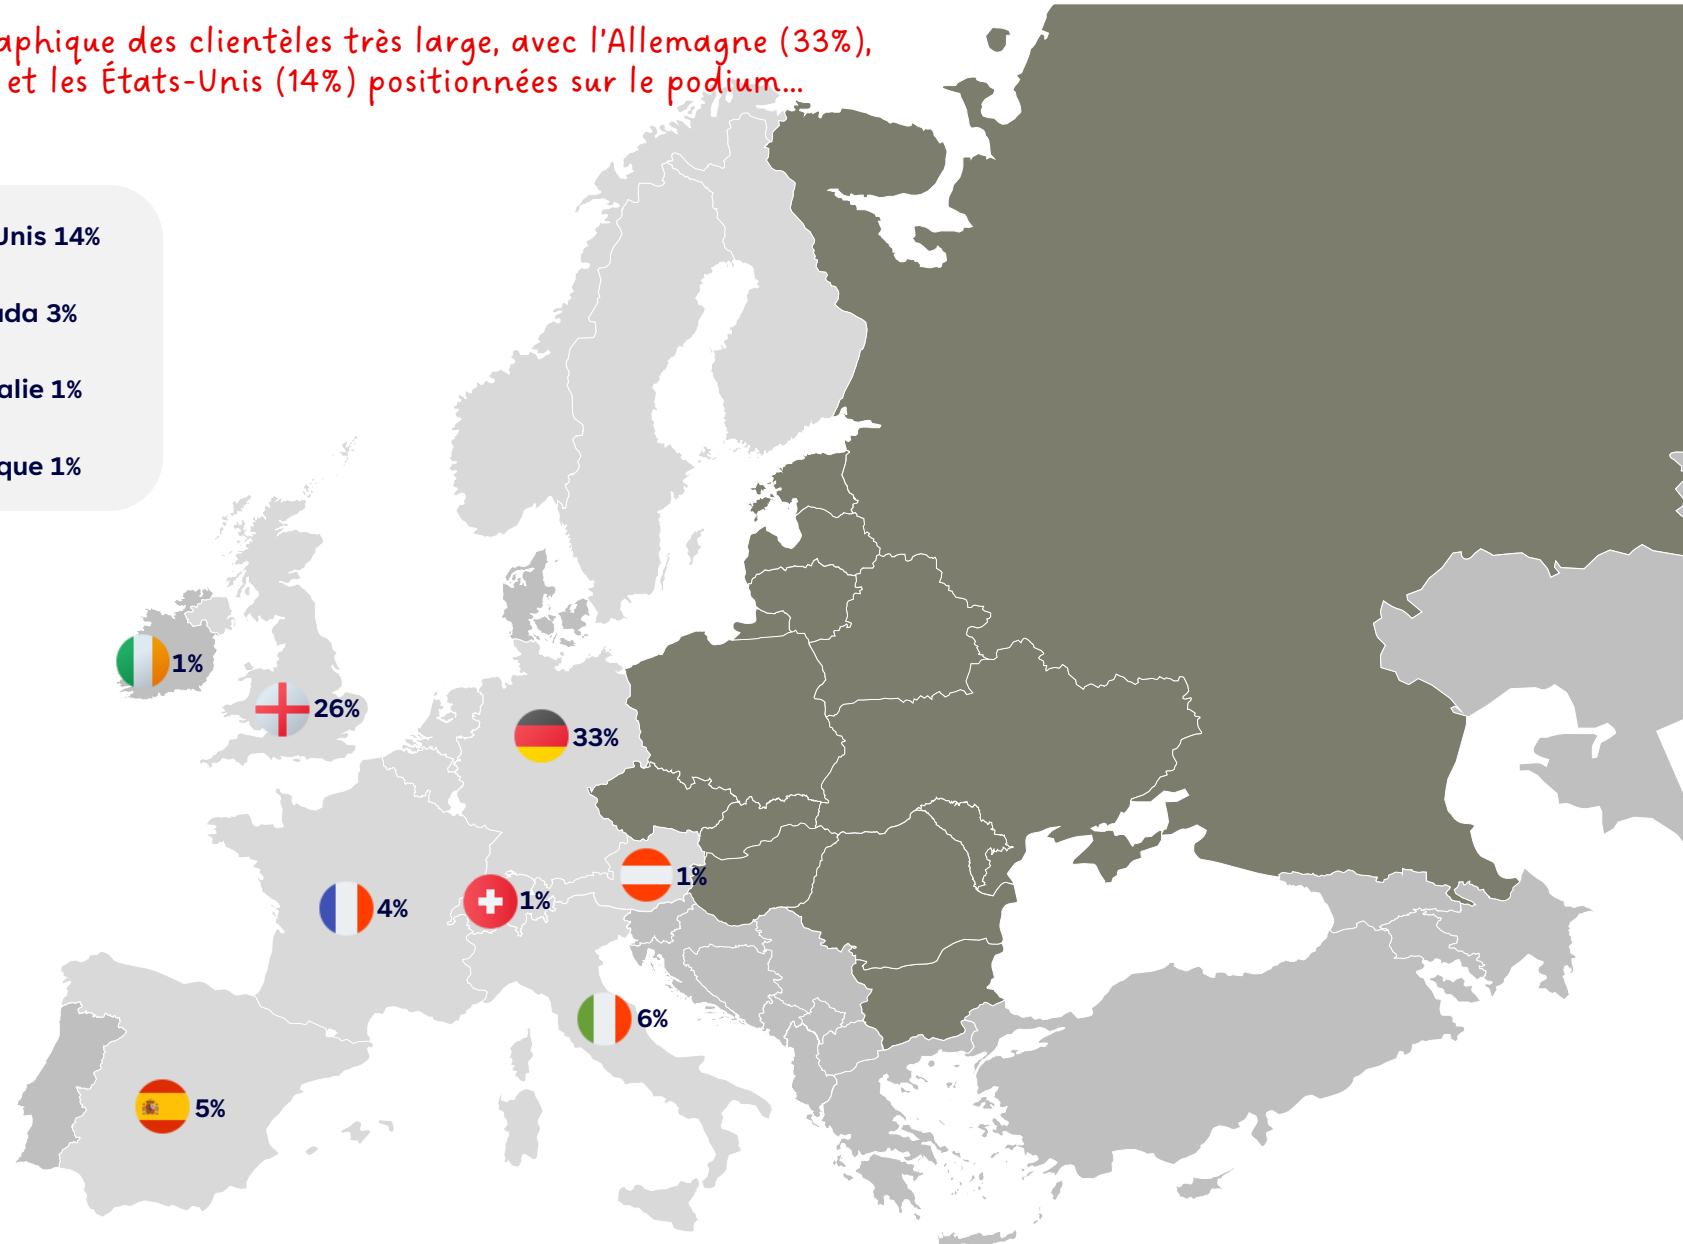 aphique des clientèles très large, avec l'Allemagne (33%),
et les États-Unis (14%) positionnées sur le podium...
Unis 14%
ada 3%
alie 1%
que 1%
1%
26%
33%
1%
1%
4%
6%
5%